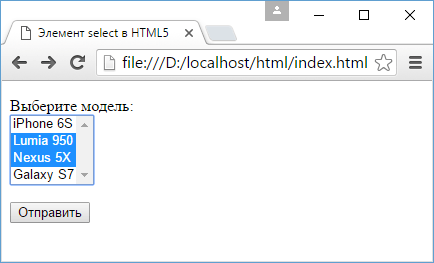 Элемент select в HTML5
file:///D:/localhost/html/index.html
Выберите модель:
iPhone 6S
Lumia 950
Nexus 5X
Galaxy S7
Отправить